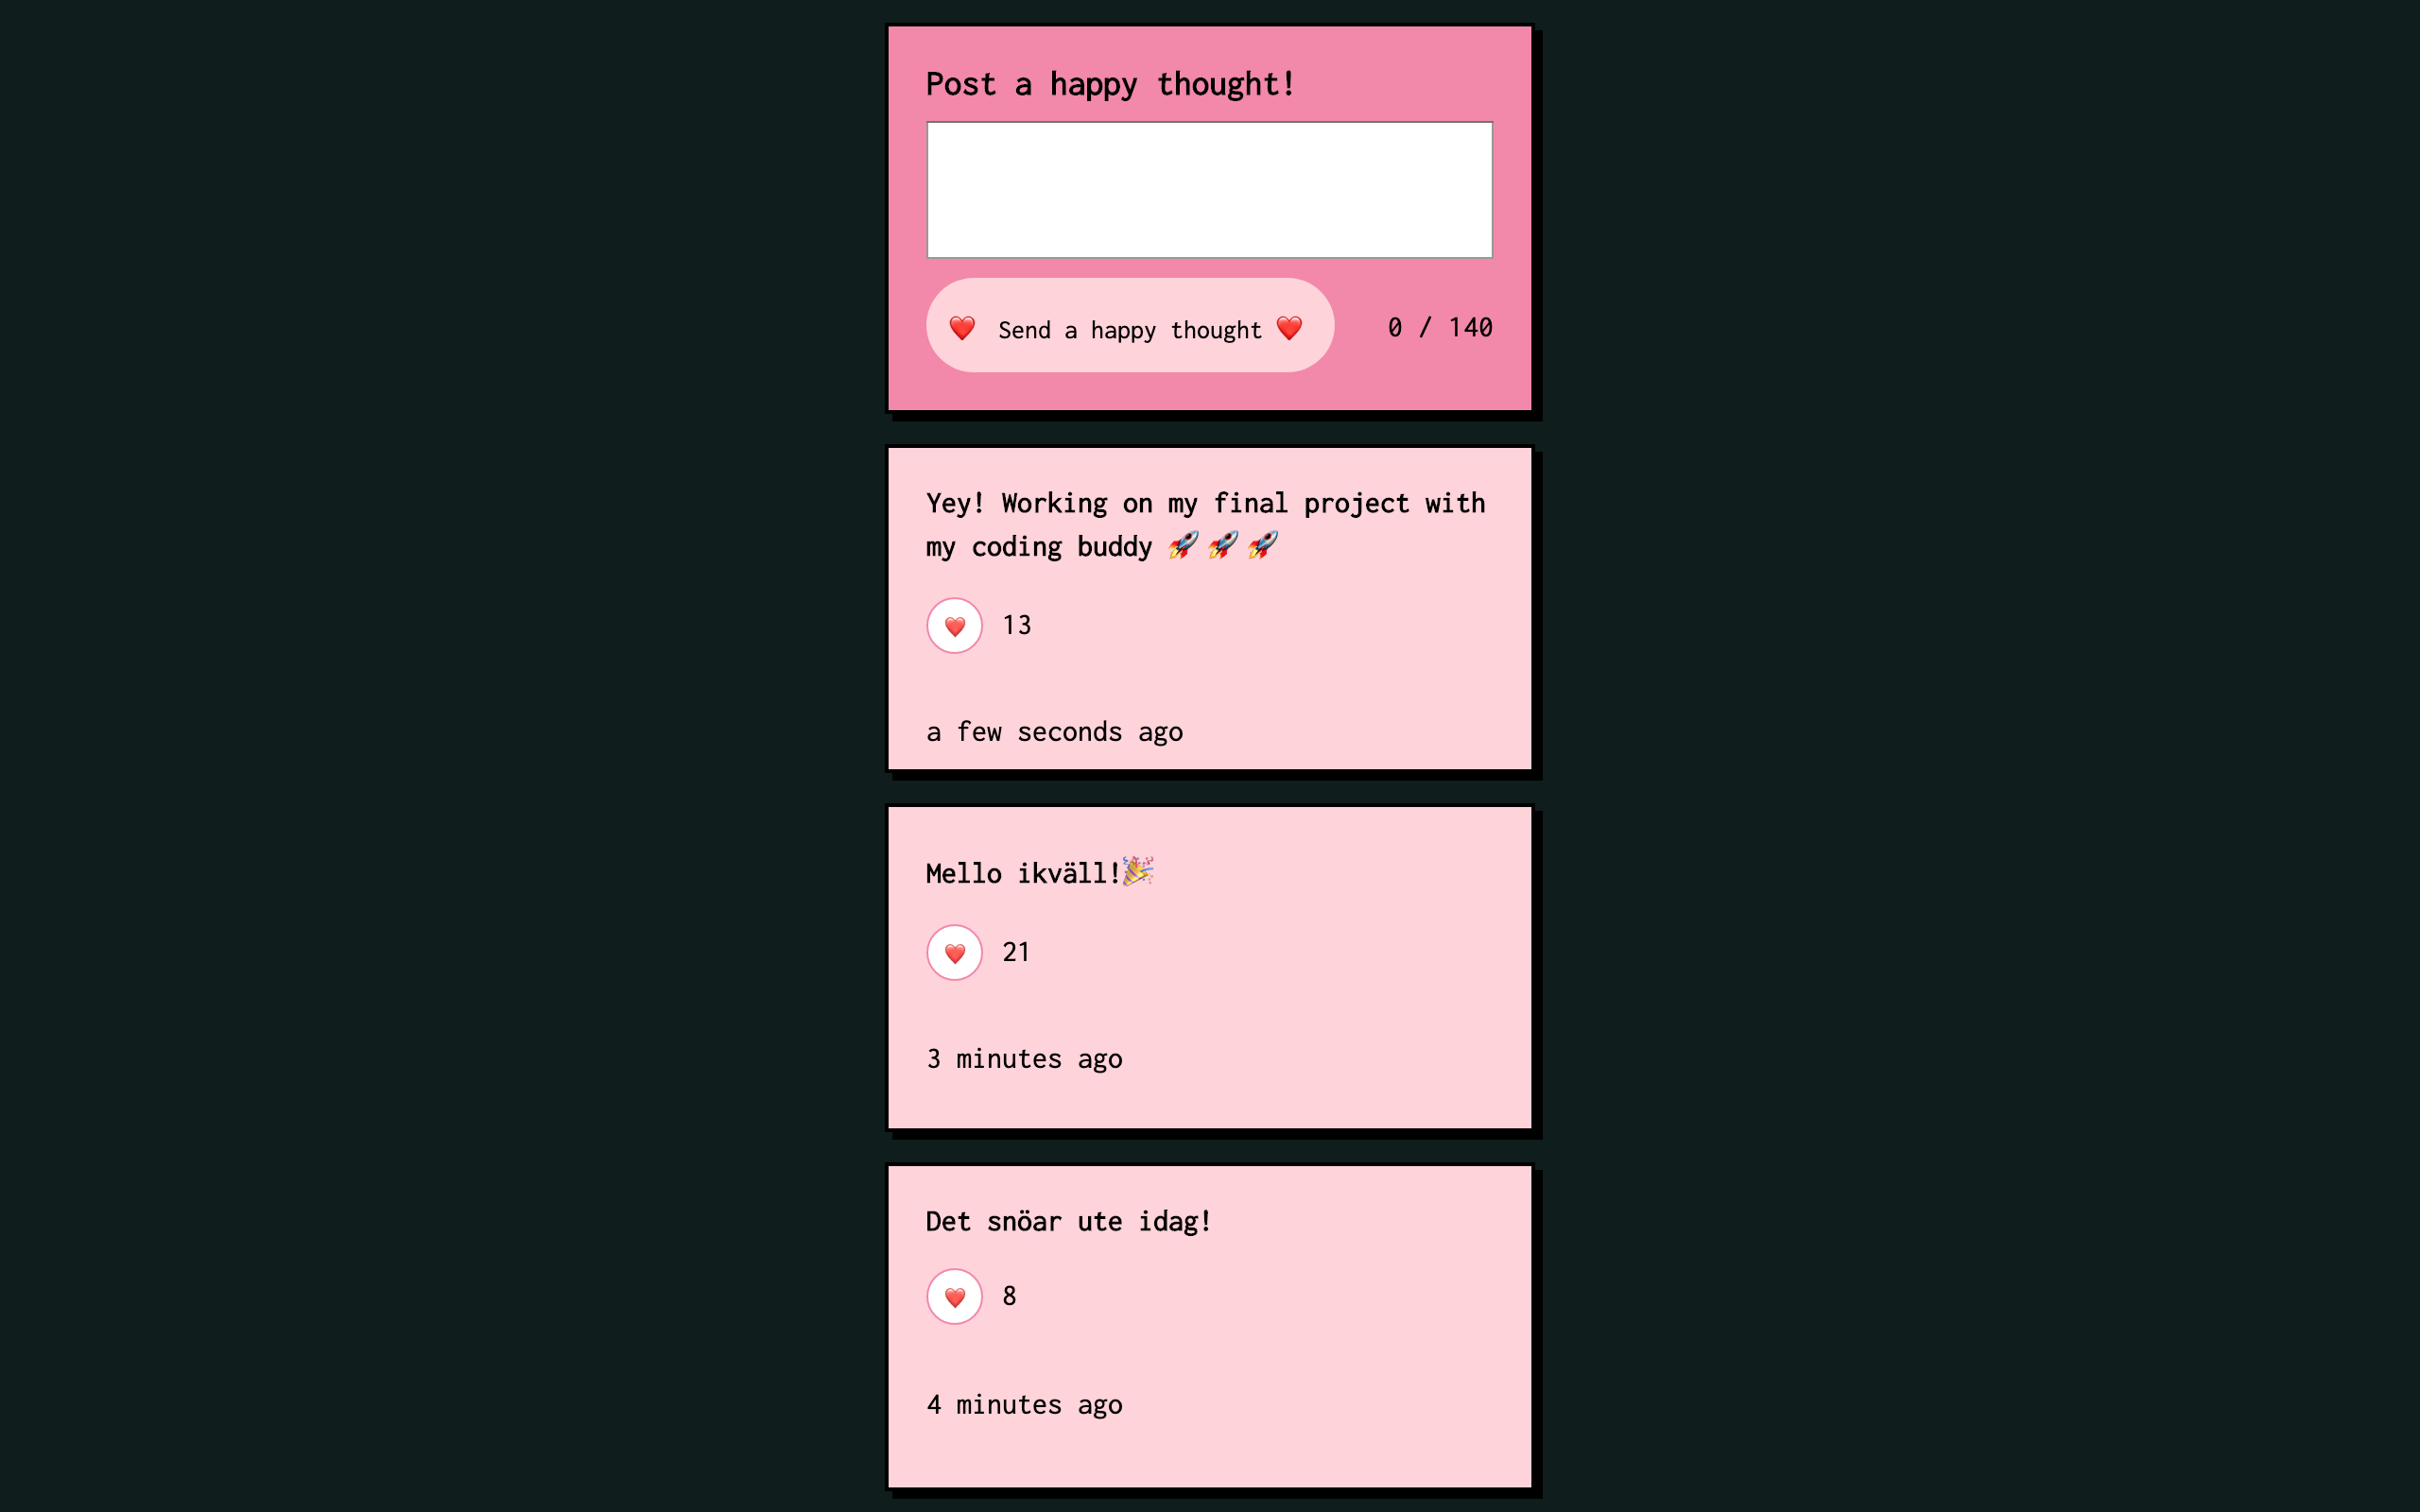 Post a happy thought!
❤️ Send a happy thought ❤️
0 / 140
Yey! Working on my final project with
my coding buddy 🚀🚀🚀
❤️ 13
a few seconds ago
Mello ikväll!🎉
❤️ 21
3 minutes ago
Det snöar ute idag!
❤️ 8
4 minutes ago